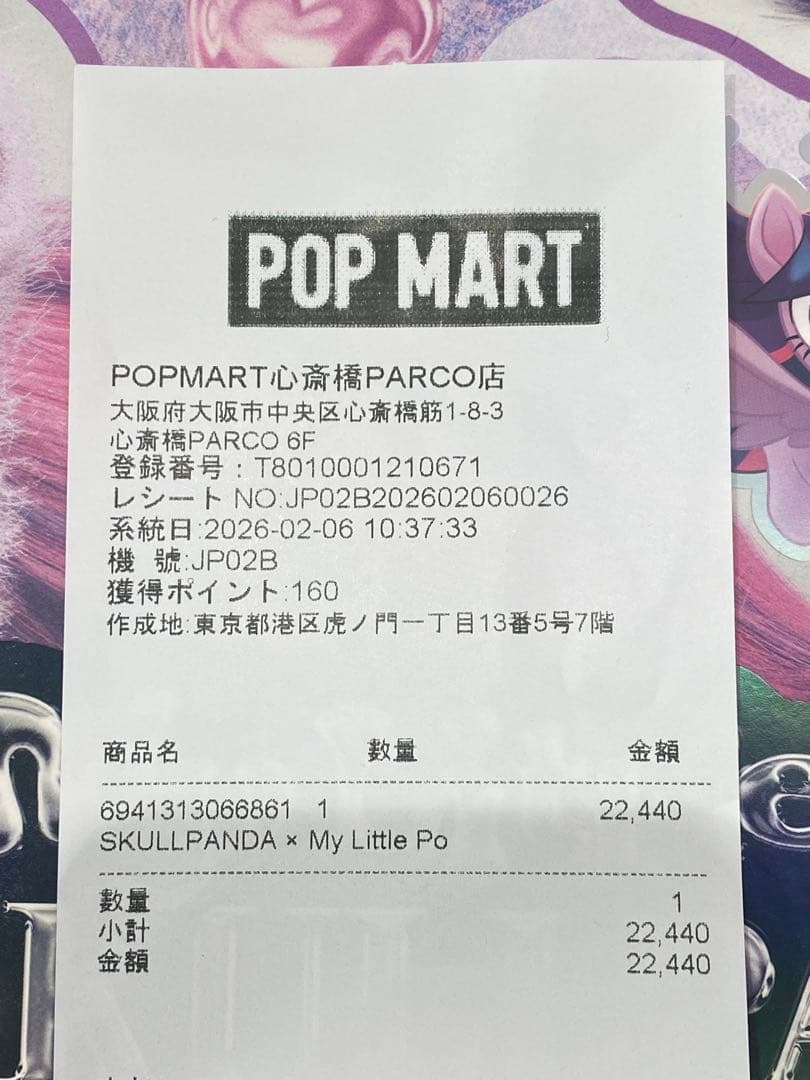 POP MART
POPMART心斎橋PARCO店
大阪府大阪市中央区心斎橋筋1-8-3
心斎橋PARCO 6F
登録番号：T8010001210671
レシート NO:JP02B202602060026
系統日:2026-02-06 10:37:33
機 號:JP02B
獲得ポイント:160
作成地:東京都港区虎ノ門一丁目13番5号7階
商品名 數量 金額
6941313066861 1 22,440
SKULLPANDA × My Little Po
數量 1
小計 22,440
金額 22,440